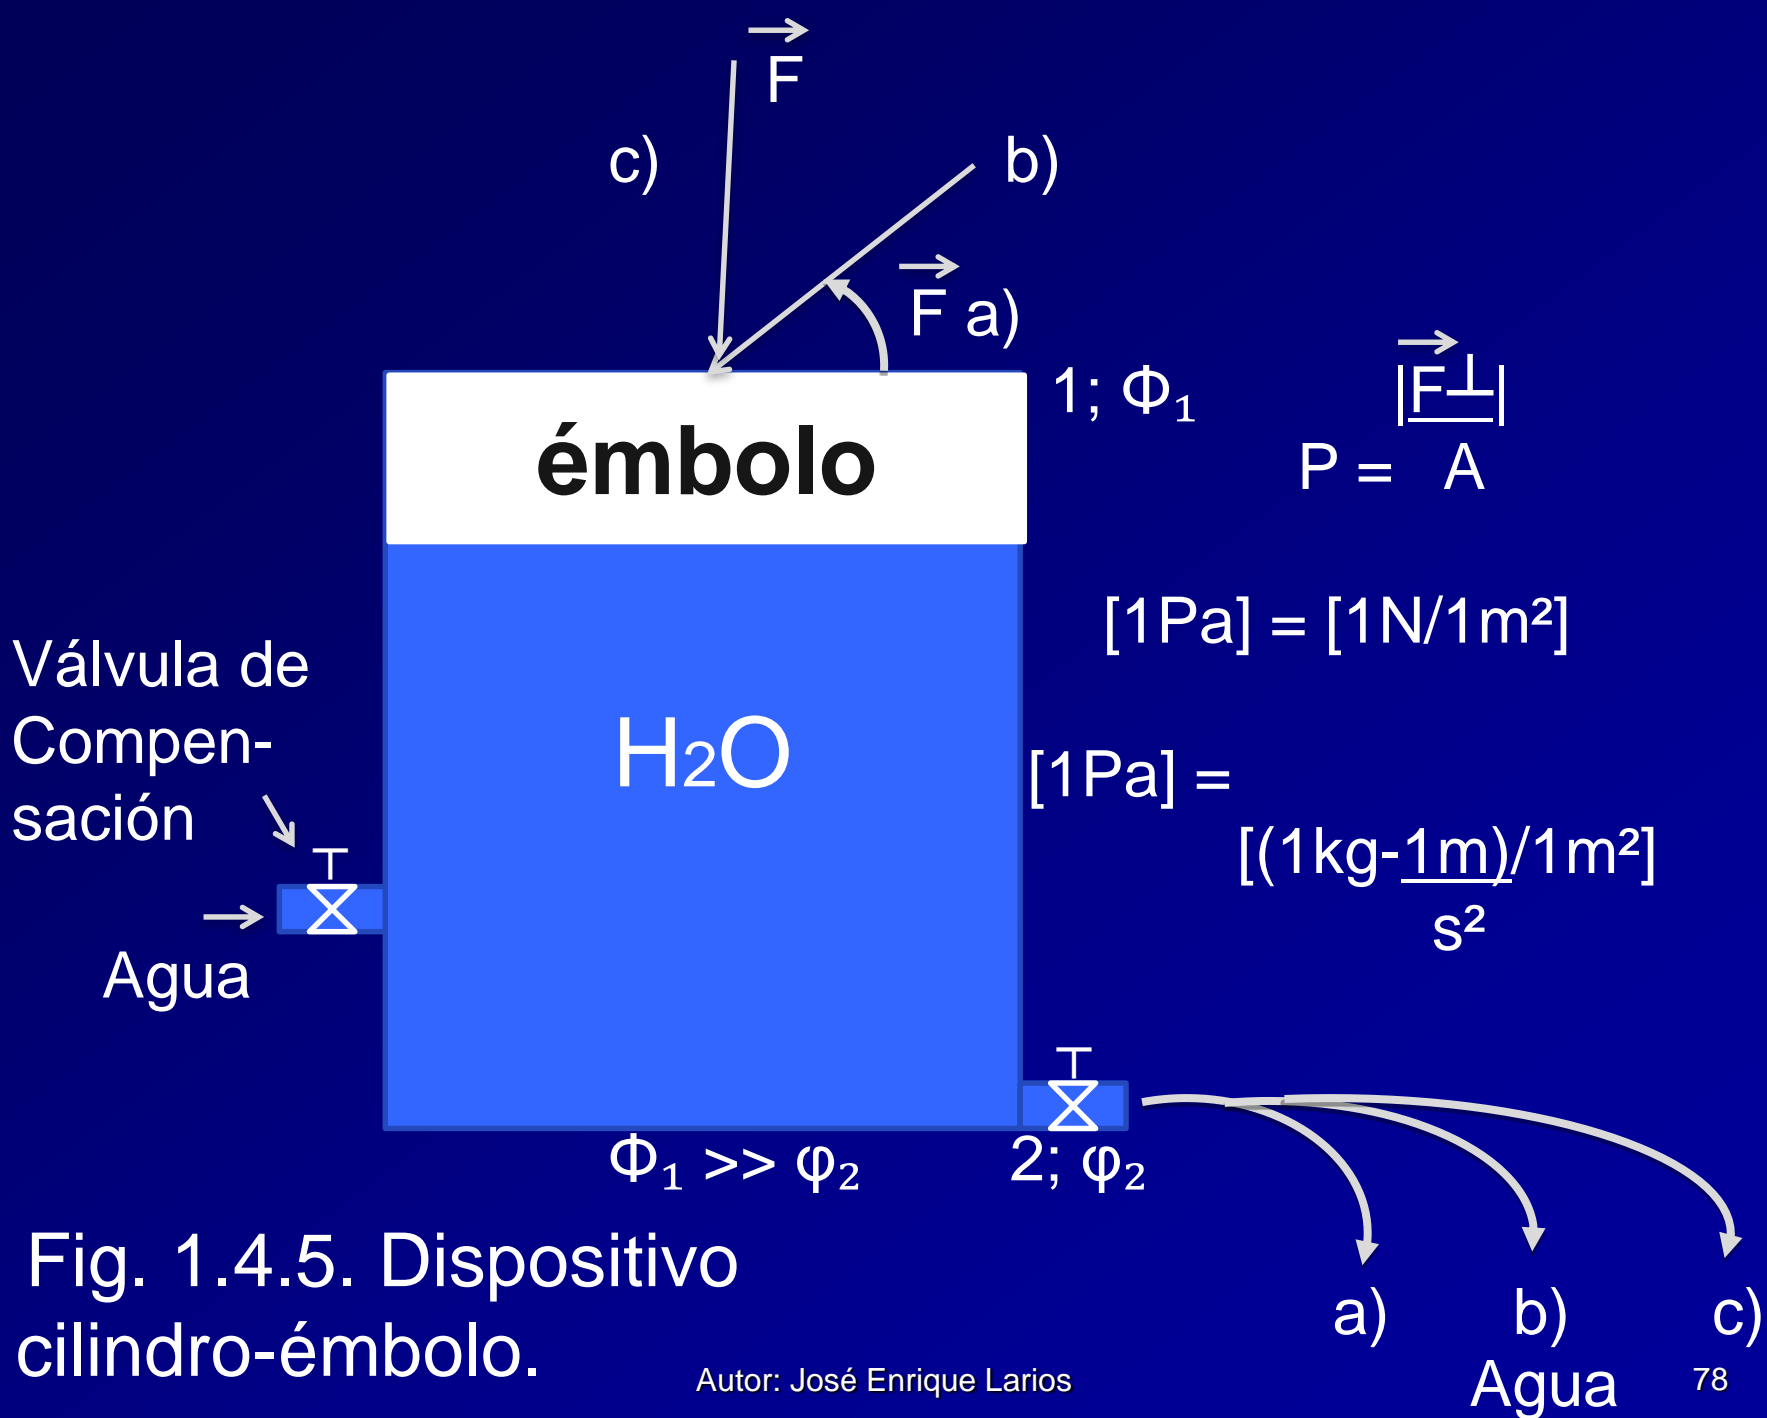 F
c)
b)
F a)
émbolo
1; Φ₁
|F⊥|
P = A
[1Pa] = [1N/1m²]
Válvula de
Compen-
sación
H₂O
[1Pa] =
[(1kg-1m)/1m²]
s²
Agua
Φ₁ >> φ₂
2; φ₂
Fig. 1.4.5. Dispositivo
cilindro-émbolo.
a) b) c)
Agua
Autor: José Enrique Larios
78